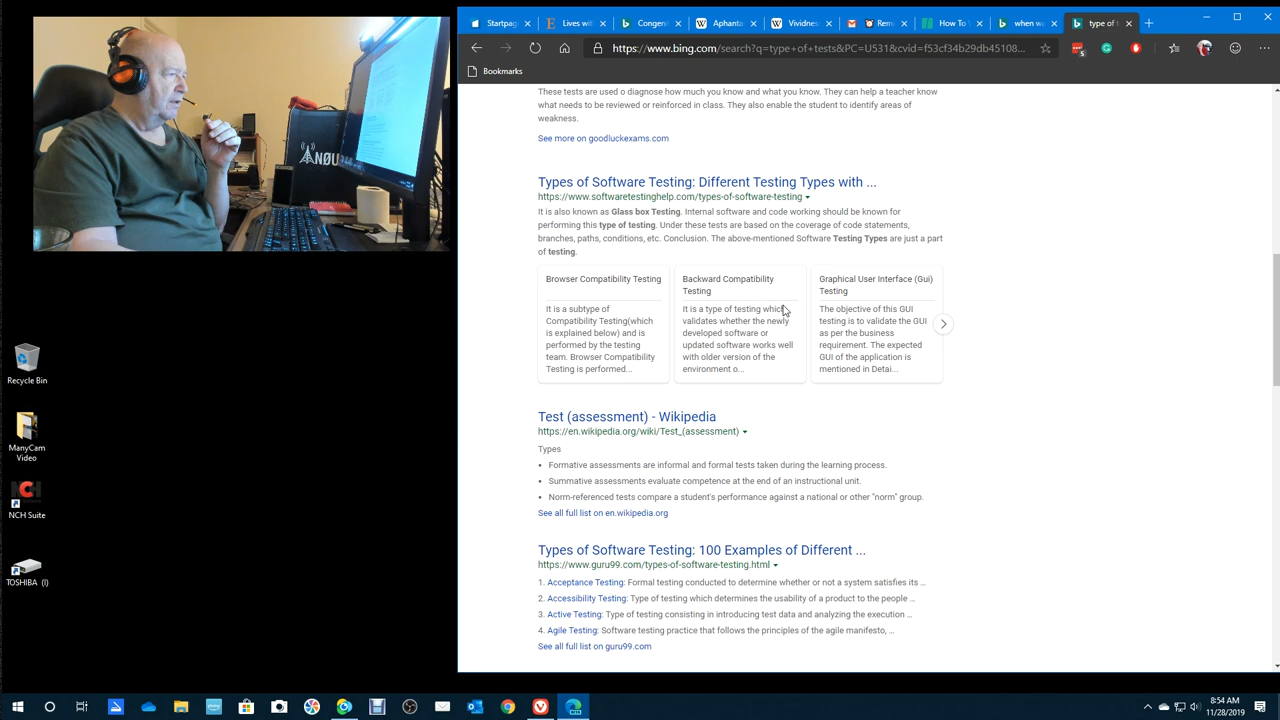 Startpag
Aphanto
Vividnes
Remi
How To
when w
type of t
https://www.bing.com/search?q=type+of+tests&PC=U531&cvid=f53cf34b29db45108...
Bookmarks
These tests are used o diagnose how much you know and what you know. They can help a teacher know
what needs to be reviewed or reinforced in class. They also enable the student to identify areas of
weakness.
See more on goodluckexams.com
Types of Software Testing: Different Testing Types with ...
https://www.softwaretestinghelp.com/types-of-software-testing
It is also known as Glass box Testing. Internal software and code working should be known for
performing this type of testing. Under these tests are based on the coverage of code statements,
branches, paths, conditions, etc. Conclusion. The above-mentioned Software Testing Types are just a part
of testing.
Browser Compatibility Testing
It is a subtype of
Compatibility Testing(which
is explained below) and is
performed by the testing
team. Browser Compatibility
Testing is performed...
Backward Compatibility
Testing
It is a type of testing which
validates whether the newly
developed software or
updated software works well
with older version of the
environment o...
Graphical User Interface (Gui)
Testing
The objective of this GUI
testing is to validate the GUI
as per the business
requirement. The expected
GUI of the application is
mentioned in Detai...
Test (assessment) - Wikipedia
https://en.wikipedia.org/wiki/Test_(assessment)
Types
• Formative assessments are informal and formal tests taken during the learning process.
• Summative assessments evaluate competence at the end of an instructional unit.
• Norm-referenced tests compare a student's performance against a national or other "norm" group.
See all full list on en.wikipedia.org
Types of Software Testing: 100 Examples of Different ...
https://www.guru99.com/types-of-software-testing.html
1. Acceptance Testing: Formal testing conducted to determine whether or not a system satisfies its ...
2. Accessibility Testing: Type of testing which determines the usability of a product to the people ...
3. Active Testing: Type of testing consisting in introducing test data and analyzing the execution ...
4. Agile Testing: Software testing practice that follows the principles of the agile manifesto, ...
See all full list on guru99.com
Recycle Bin
ManyCam
Video
NCH Suite
TOSHIBA (I)
8:54 AM
11/28/2019